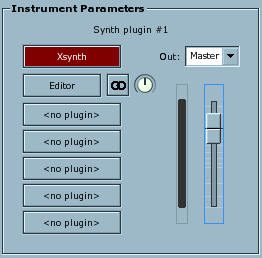 Instrument Parameters
Synth plugin #1
Xsynth Out: Master
Editor
<no plugin>
<no plugin>
<no plugin>
<no plugin>
<no plugin>